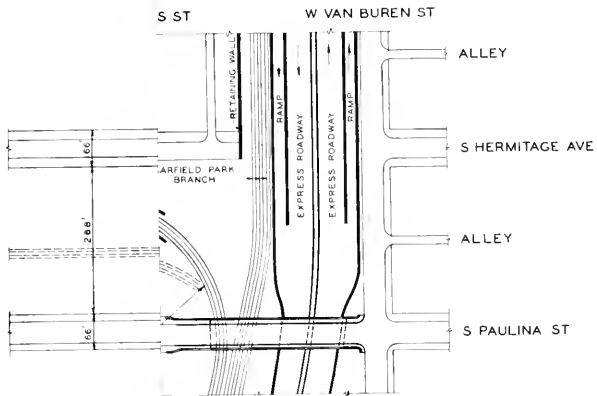 S ST
W VAN BUREN ST
RETAINING WALL
RAMP
EXPRESS ROADWAY
EXPRESS ROADWAY
RAMP
ALLEY
66'
S HERMITAGE AVE
ARFIELD PARK
BRANCH
268'
ALLEY
66'
S PAULINA ST